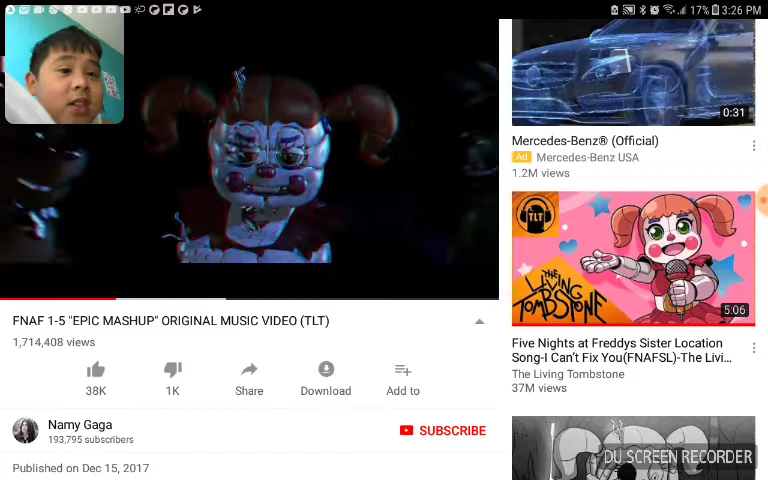 17% 3:26 PM
0:31
Mercedes-Benz® (Official)
Ad Mercedes-Benz USA
1.2M views
TLT
THE LIVING TOMBSTONE
5:06
FNAF 1-5 "EPIC MASHUP" ORIGINAL MUSIC VIDEO (TLT)
1,714,408 views
Five Nights at Freddys Sister Location
Song-I Can't Fix You(FNAFSL)-The Livi...
The Living Tombstone
37M views
38K
1K
Share
Download
Add to
Namy Gaga
193,795 subscribers
SUBSCRIBE
DU SCREEN RECORDER
Published on Dec 15, 2017